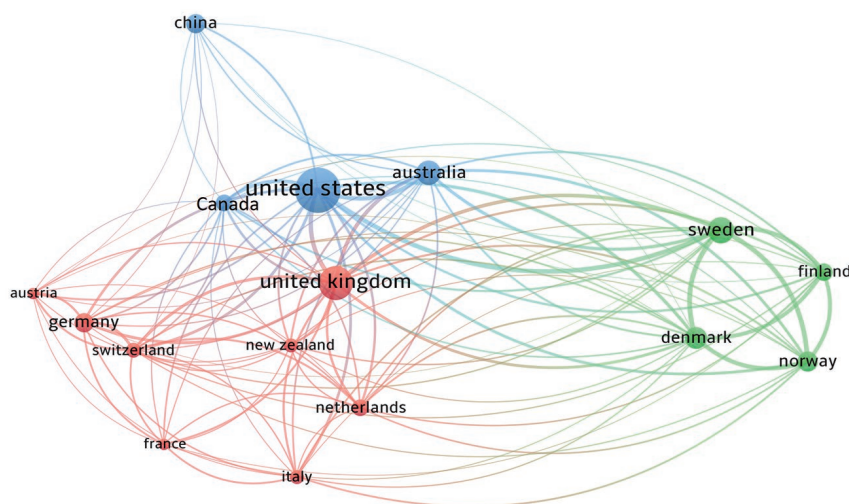 china
australia
united states
Canada
sweden
finland
united kingdom
austria
germany
switzerland
new zealand
denmark
norway
netherlands
france
italy